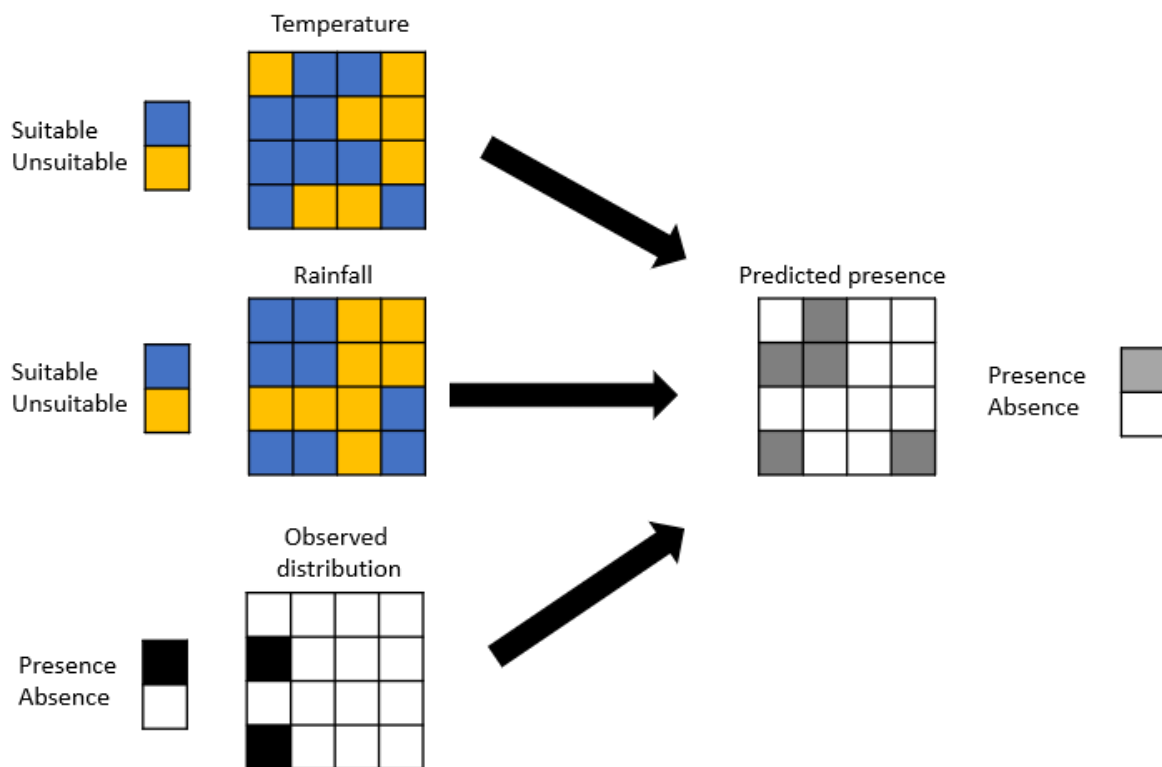 Temperature
Suitable
Unsuitable
Rainfall
Predicted presence
Suitable
Unsuitable
Presence
Absence
Observed
distribution
Presence
Absence